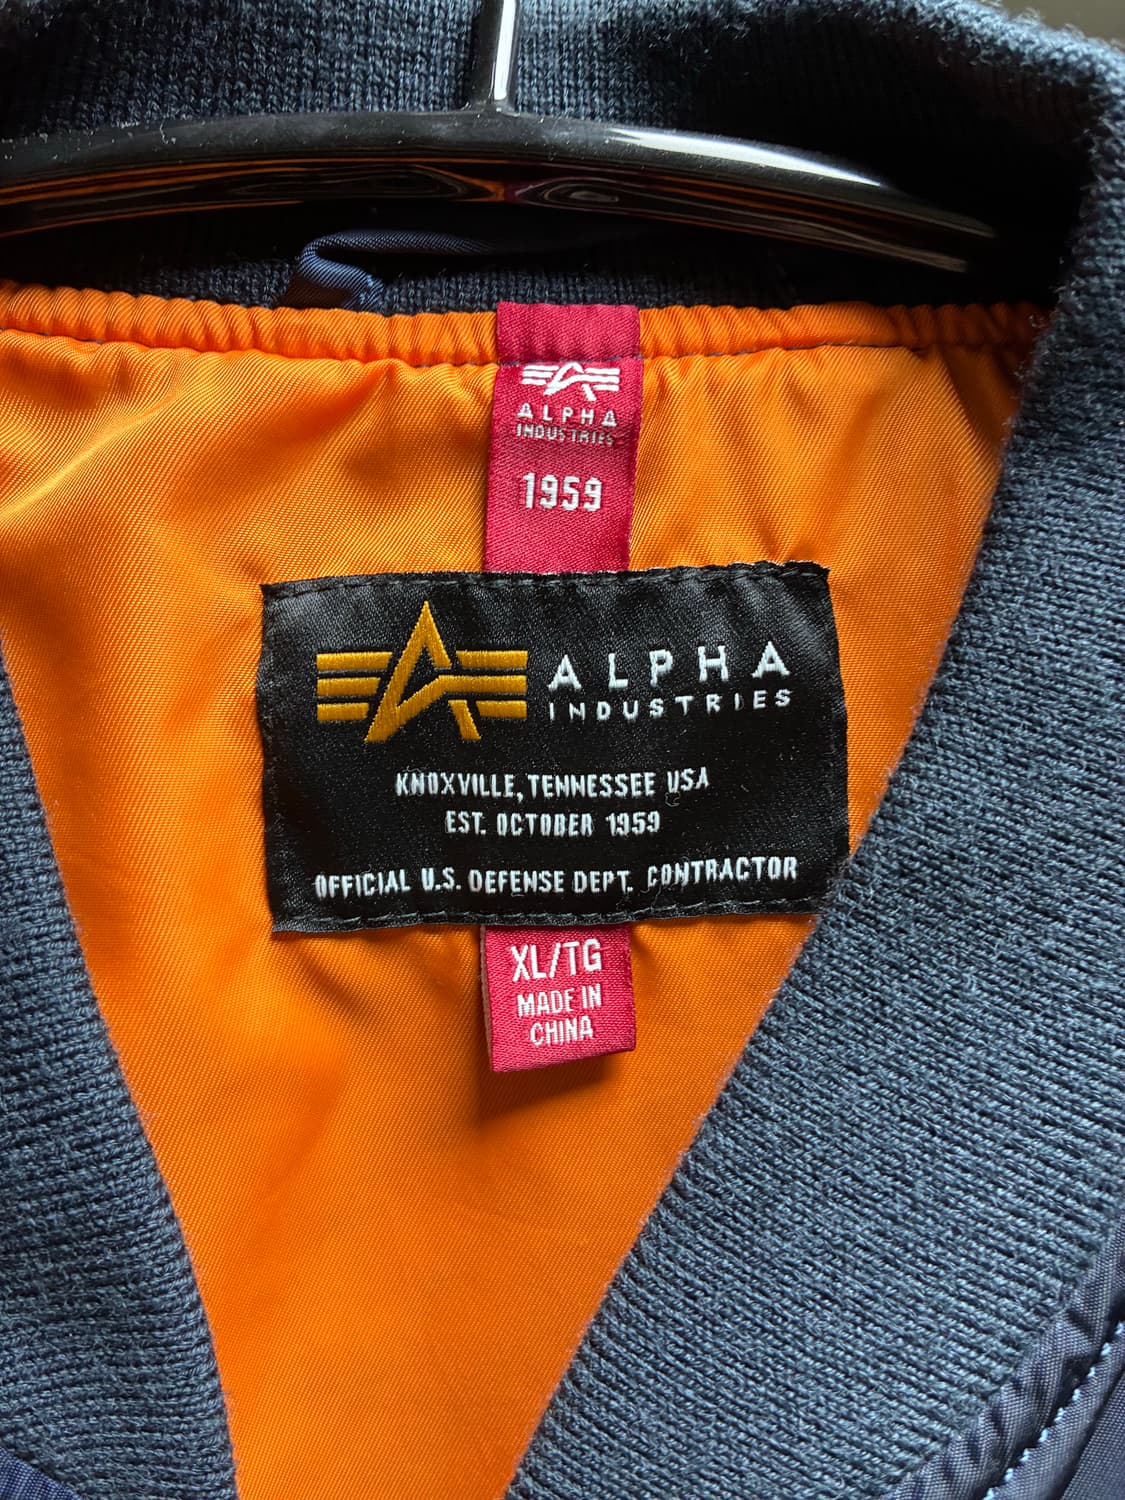 ALPHA
INDUSTRIES
1959
ALPHA
INDUSTRIES
KNOXVILLE, TENNESSEE USA
EST. OCTOBER 1959
OFFICIAL U.S. DEFENSE DEPT. CONTRACTOR
XL/TG
MADE IN
CHINA